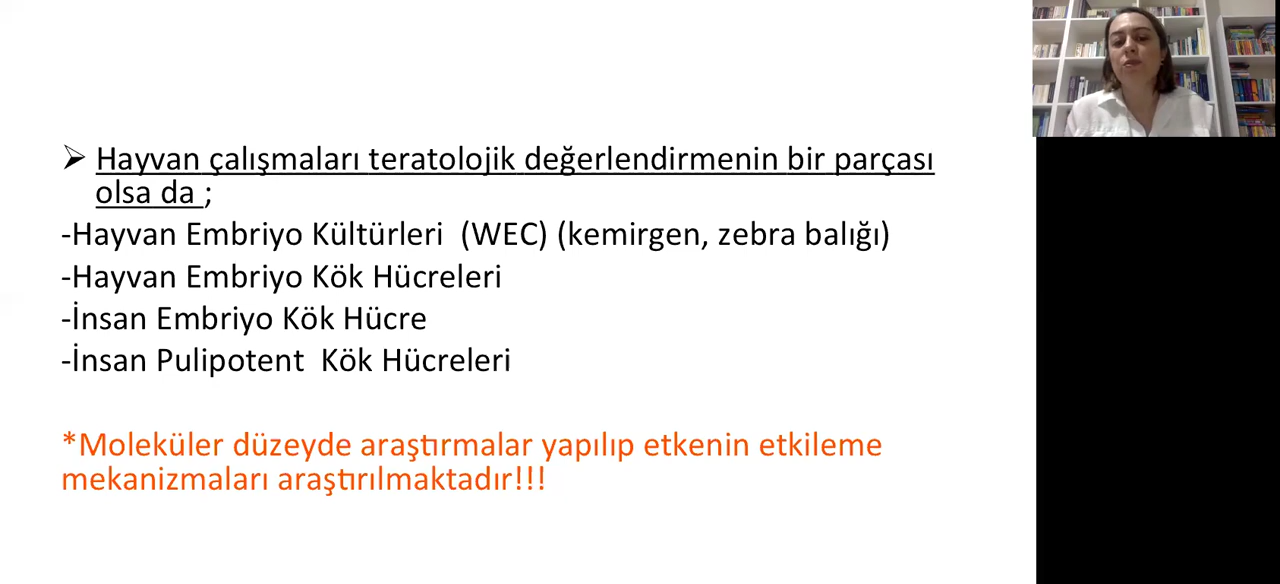 ➢ Hayvan çalışmaları teratolojik değerlendirmenin bir parçası
olsa da ;
-Hayvan Embriyo Kültürleri (WEC) (kemirgen, zebra balığı)
-Hayvan Embriyo Kök Hücreleri
-İnsan Embriyo Kök Hücre
-İnsan Pulipotent Kök Hücreleri
*Moleküler düzeyde araştırmalar yapılıp etkenin etkileme
mekanizmaları araştırılmaktadır!!!